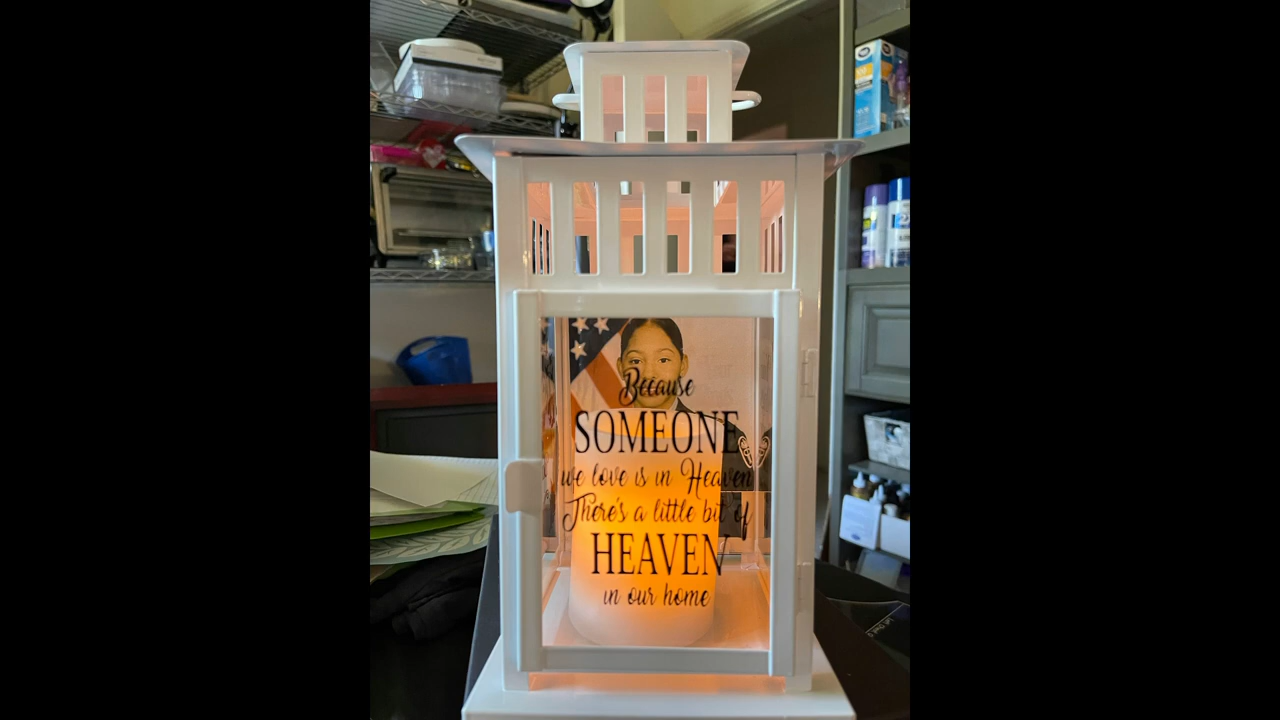 Because
SOMEONE
we love is in Heaven
There's a little bit of
HEAVEN
in our home